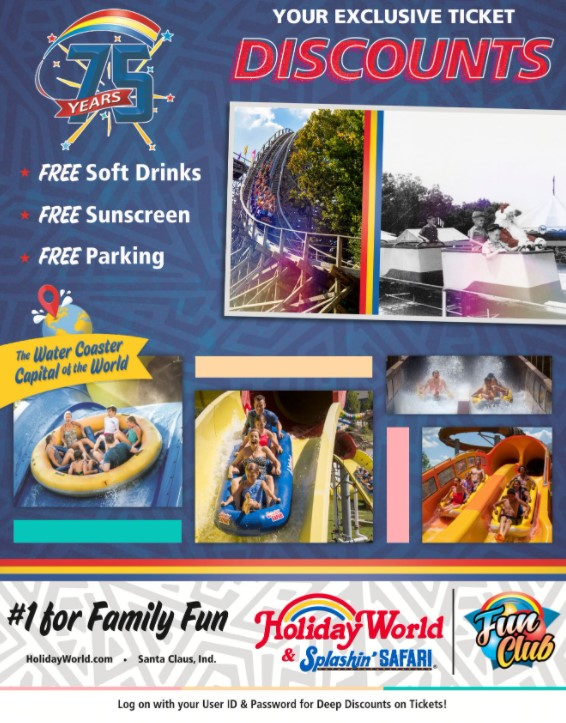 YOUR EXCLUSIVE TICKET
DISCOUNTS
75
YEARS
★ FREE Soft Drinks
★ FREE Sunscreen
★ FREE Parking
The Water Coaster
Capital of the World
#1 for Family Fun
HolidayWorld.com • Santa Claus, Ind.
HolidayWorld
& Splashin' SAFARI
Fun
Club
Log on with your User ID & Password for Deep Discounts on Tickets!